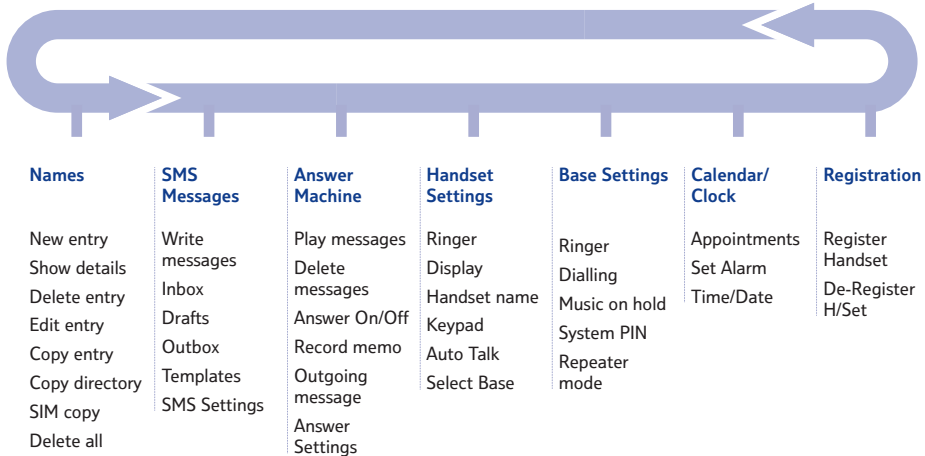 Names
New entry
Show details
Delete entry
Edit entry
Copy entry
Copy directory
SIM copy
Delete all
SMS
Messages
Write
messages
Inbox
Drafts
Outbox
Templates
SMS Settings
Answer
Machine
Play messages
Delete
messages
Answer On/Off
Record memo
Outgoing
message
Answer
Settings
Handset
Settings
Ringer
Display
Handset name
Keypad
Auto Talk
Select Base
Base Settings
Ringer
Dialling
Music on hold
System PIN
Repeater
mode
Calendar/
Clock
Appointments
Set Alarm
Time/Date
Registration
Register
Handset
De-Register
H/Set